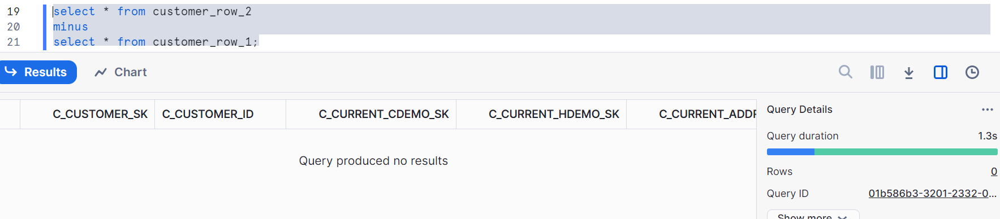 19 select * from customer_row_2
20 minus
21 select * from customer_row_1;
Results Chart
C_CUSTOMER_SK C_CUSTOMER_ID C_CURRENT_CDEMO_SK C_CURRENT_HDEMO_SK C_CURRENT_ADDR
Query produced no results
Query Details ...
Query duration 1.3s
Rows 0
Query ID 01b586b3-3201-2332-0...
Show more